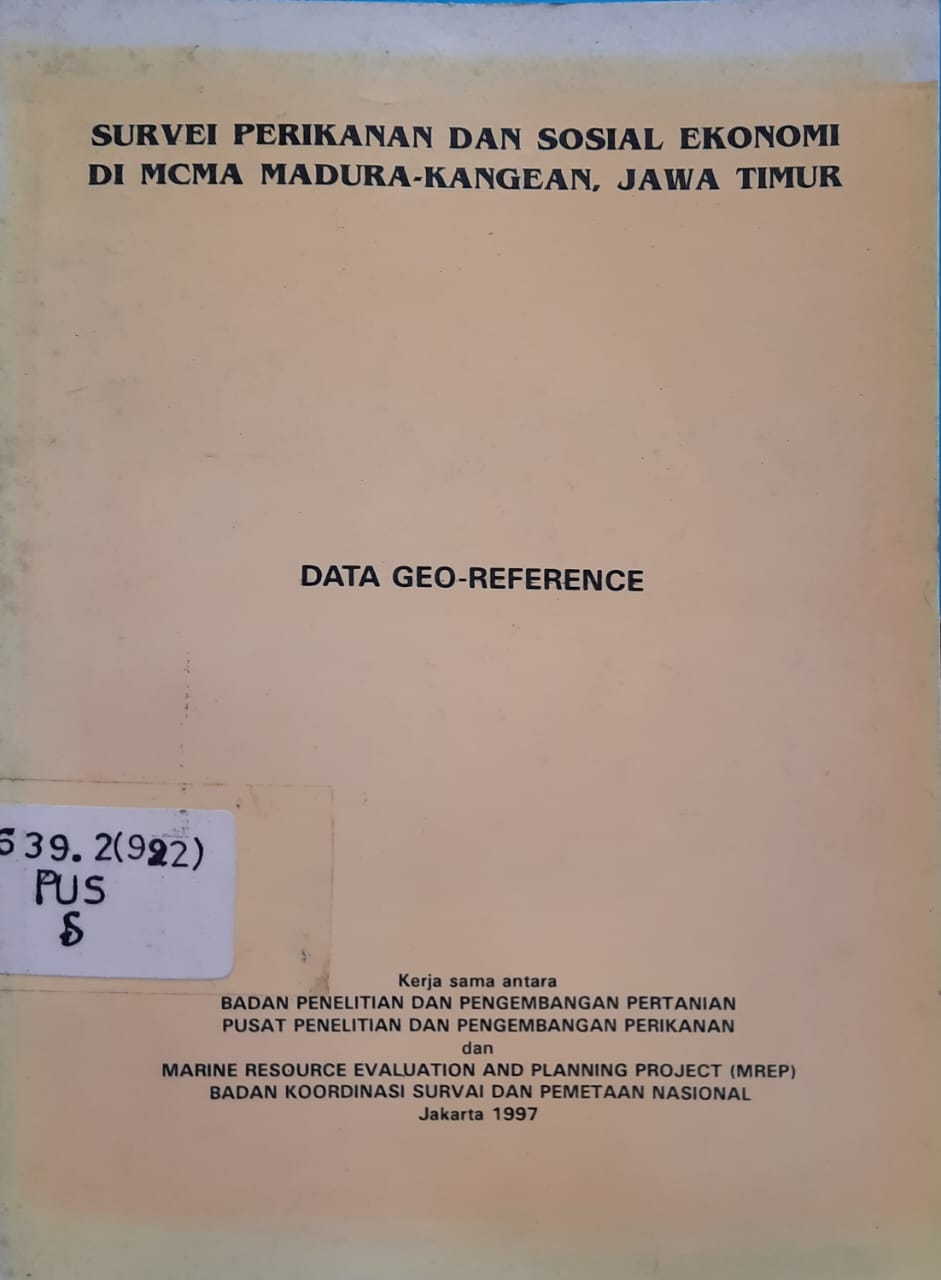 SURVEI PERIKANAN DAN SOSIAL EKONOMI
DI MCMA MADURA-KANGEAN, JAWA TIMUR
DATA GEO-REFERENCE
639.2(922)
PUS
S
Kerja sama antara
BADAN PENELITIAN DAN PENGEMBANGAN PERTANIAN
PUSAT PENELITIAN DAN PENGEMBANGAN PERIKANAN
dan
MARINE RESOURCE EVALUATION AND PLANNING PROJECT (MREP)
BADAN KOORDINASI SURVAI DAN PEMETAAN NASIONAL
Jakarta 1997